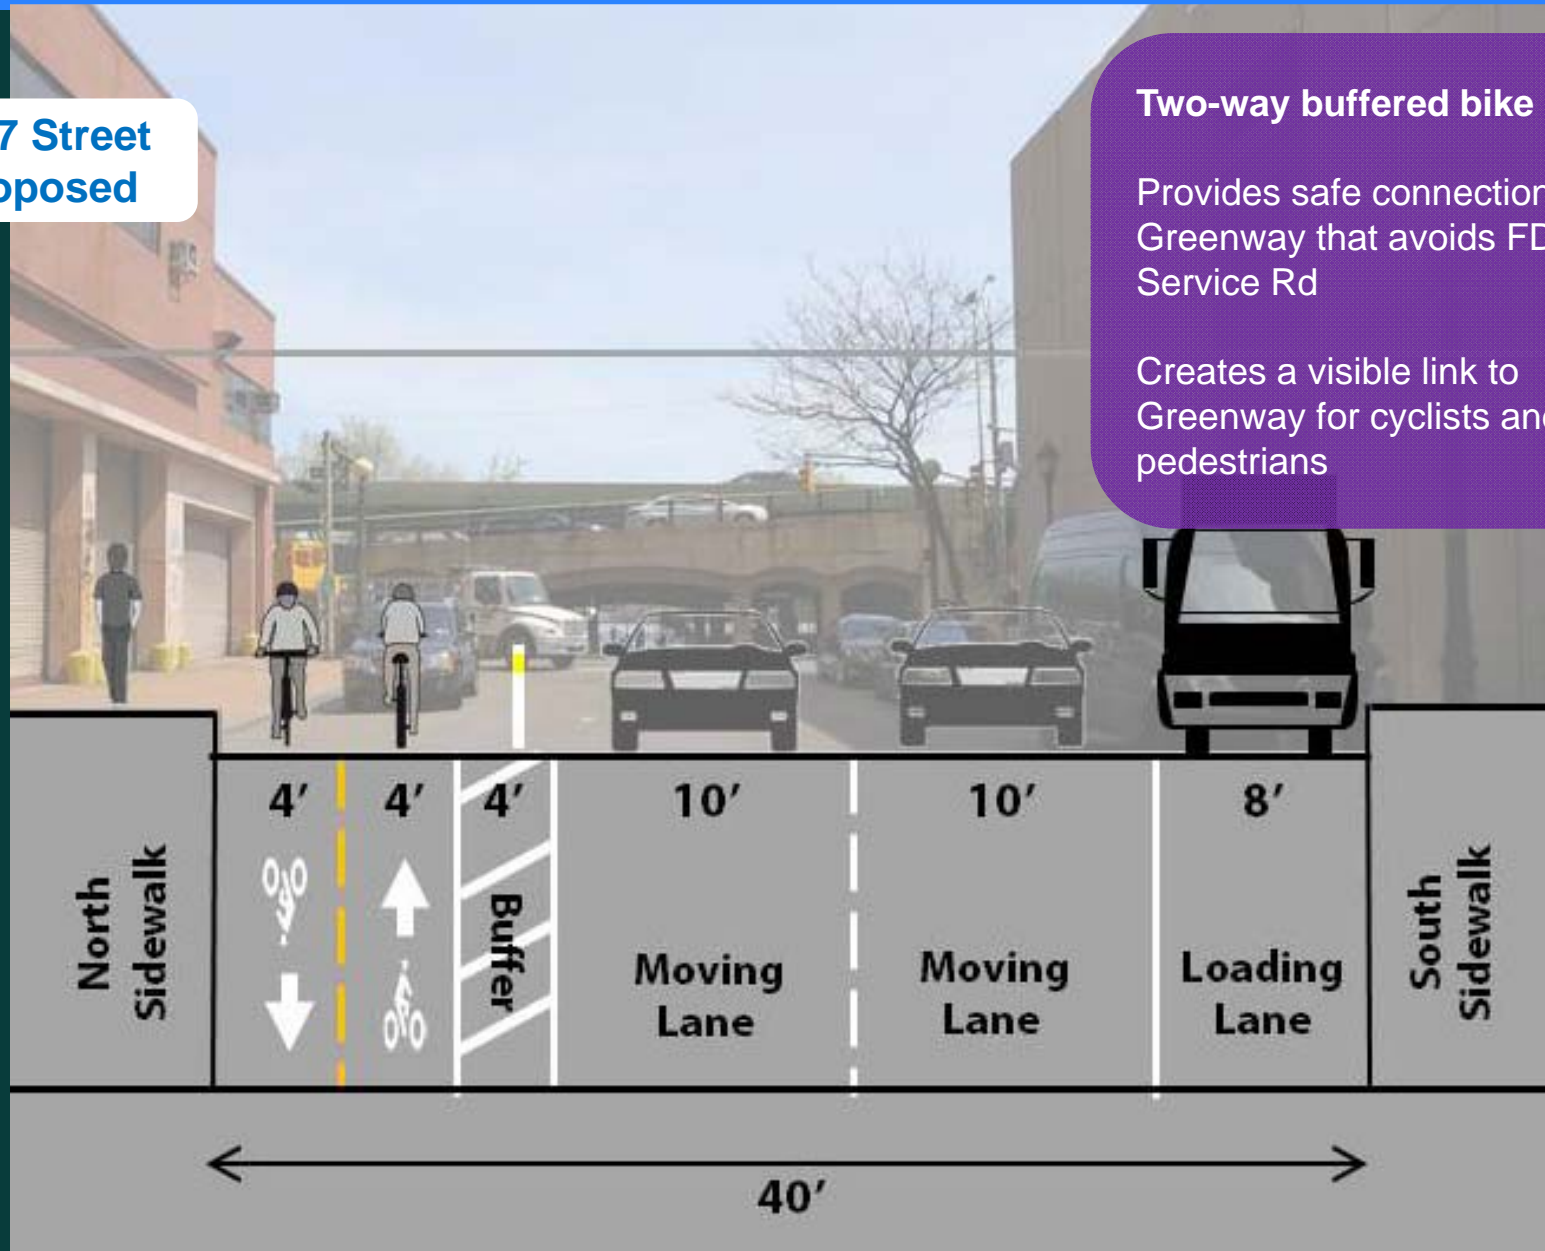 7 Street
oposed
Two-way buffered bike
Provides safe connection
Greenway that avoids FD
Service Rd
Creates a visible link to
Greenway for cyclists and
pedestrians
4' 4' 4' 10' 10' 8'
North
Sidewalk
Buffer
Moving
Lane
Moving
Lane
Loading
Lane
South
Sidewalk
40'